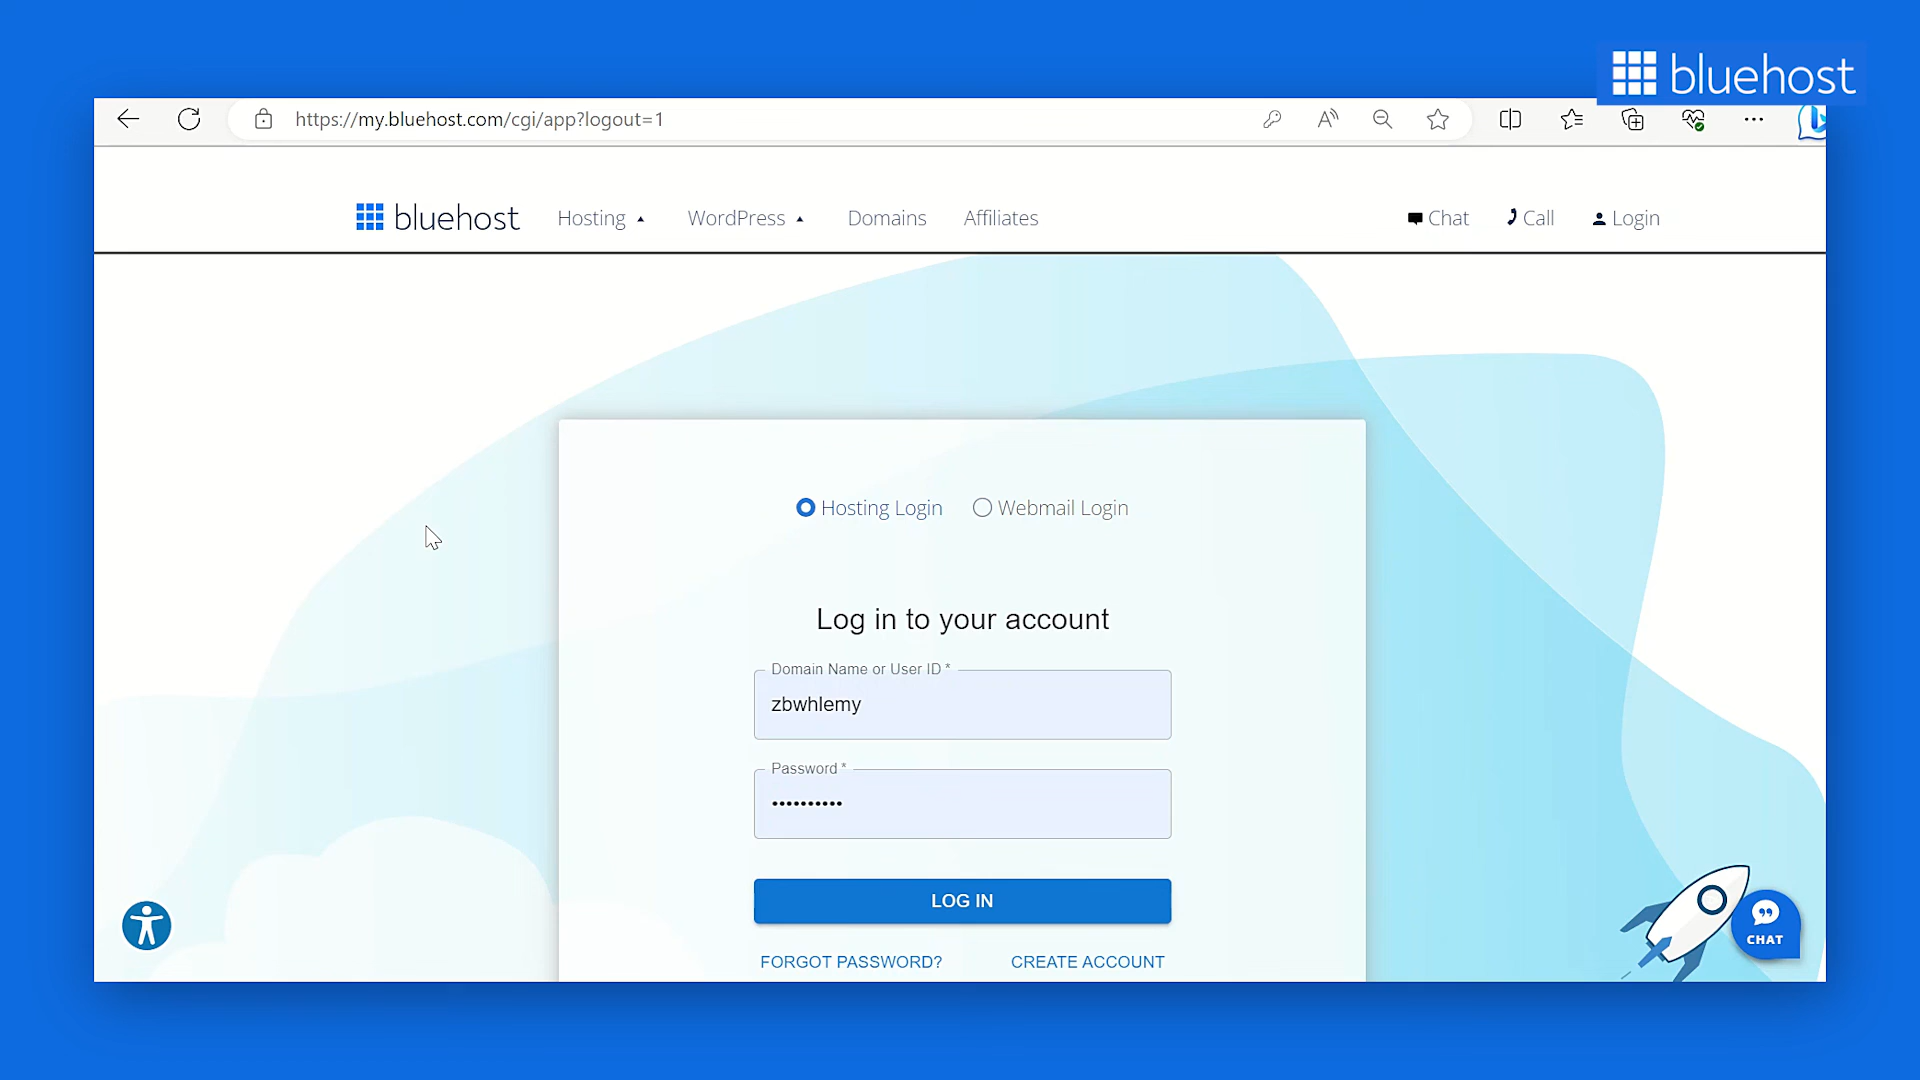 bluehost
https://my.bluehost.com/cgi/app?logout=1
bluehost Hosting WordPress Domains Affiliates Chat Call Login
Hosting Login Webmail Login
Log in to your account
Domain Name or User ID *
zbwhlemy
Password *
••••••••••
LOG IN
FORGOT PASSWORD? CREATE ACCOUNT
CHAT